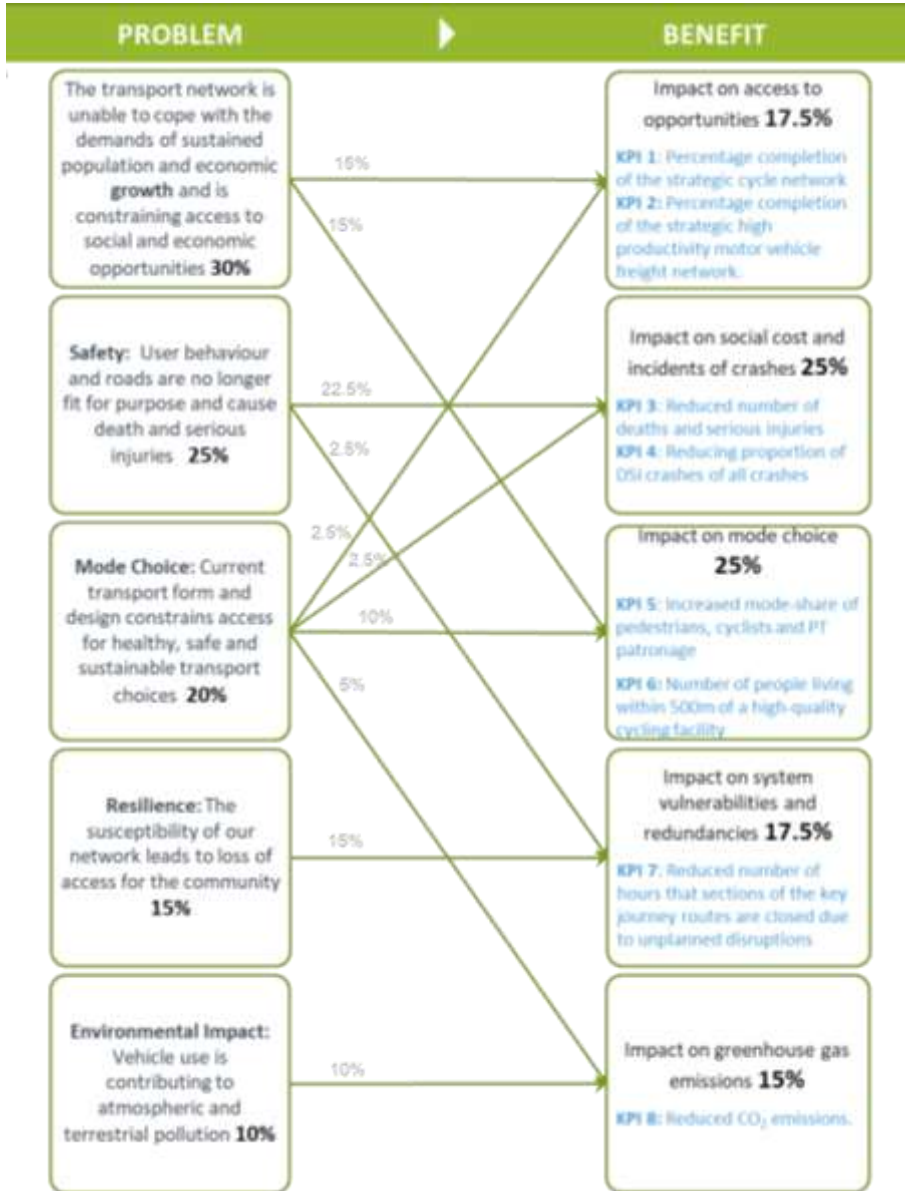 PROBLEM
BENEFIT
The transport network is
unable to cope with the
demands of sustained
population and economic
growth and is
constraining access to
social and economic
opportunities 30%
Safety: User behaviour
and roads are no longer
fit for purpose and cause
death and serious
injuries 25%
Mode Choice: Current
transport form and
design constrains access
for healthy, safe and
sustainable transport
choices 20%
Resilience: The
susceptibility of our
network leads to loss of
access for the community
15%
Environmental Impact:
Vehicle use is
contributing to
atmospheric and
terrestrial pollution 10%
15%
15%
22.5%
2.5%
2.5%
2.5%
10%
5%
15%
10%
Impact on access to
opportunities 17.5%
KPI 1: Percentage completion
of the strategic cycle network
KPI 2: Percentage completion
of the strategic high
productivity motor vehicle
freight network.
Impact on social cost and
incidents of crashes 25%
KPI 3: Reduced number of
deaths and serious injuries
KPI 4: Reducing proportion of
DSI crashes of all crashes
Impact on mode choice
25%
KPI 5: Increased mode-share of
pedestrians, cyclists and PT
patronage
KPI 6: Number of people living
within 500m of a high-quality
cycling facility
Impact on system
vulnerabilities and
redundancies 17.5%
KPI 7: Reduced number of
hours that sections of the key
journey routes are closed due
to unplanned disruptions
Impact on greenhouse gas
emissions 15%
KPI 8: Reduced CO₂ emissions.